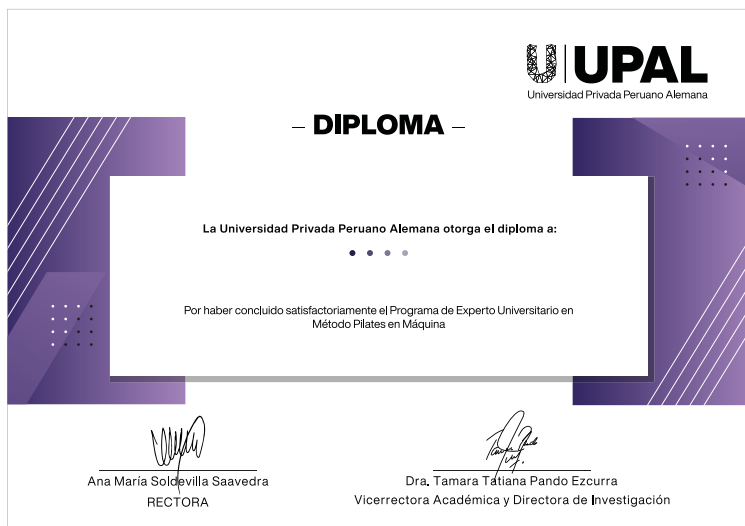 UPAL
Universidad Privada Peruano Alemana
– DIPLOMA –
La Universidad Privada Peruano Alemana otorga el diploma a:
Por haber concluido satisfactoriamente el Programa de Experto Universitario en
Método Pilates en Máquina
Ana María Soldevilla Saavedra
RECTORA
Dra. Tamara Tatiana Pando Ezcurra
Vicerrectora Académica y Directora de Investigación